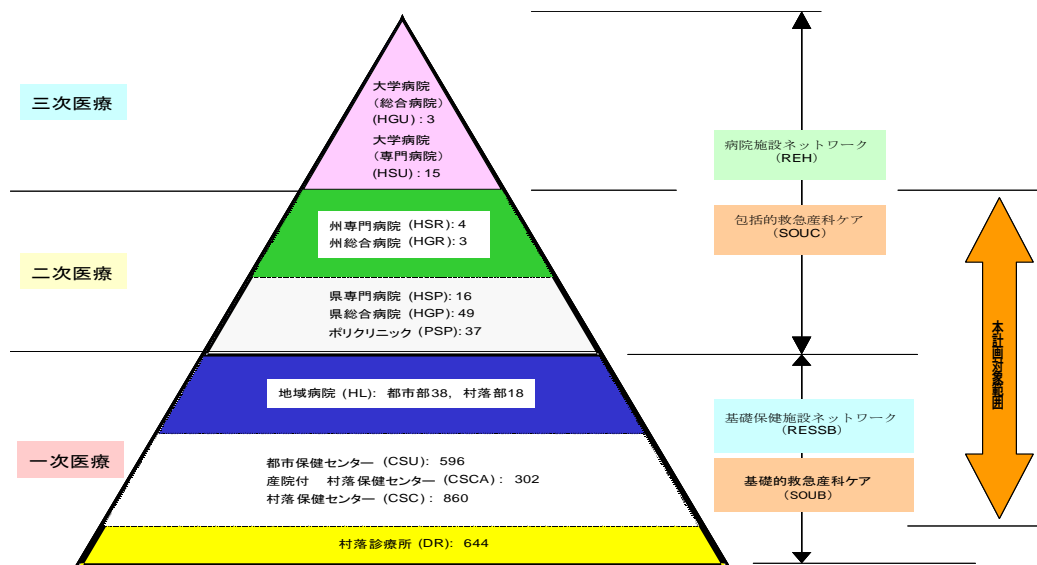 三次医療
大学病院
(総合病院)
(HGU) : 3
大学病院
(専門病院)
(HSU) : 15
病院施設ネットワーク
(REH)
二次医療
州専門病院 (HSR): 4
州総合病院 (HGR): 3
包括的救急産科ケア
(SOUC)
県専門病院 (HSP): 16
県総合病院 (HGP): 49
ポリクリニック (PSP): 37
本計画対象範囲
一次医療
地域病院 (HL): 都市部38, 村落部18
基礎保健施設ネットワーク
(RESSB)
都市保健センター (CSU): 596
産院付 村落保健センター (CSCA) : 302
村落保健センター (CSC) : 860
基礎的救急産科ケア
(SOUB)
村落診療所 (DR): 644